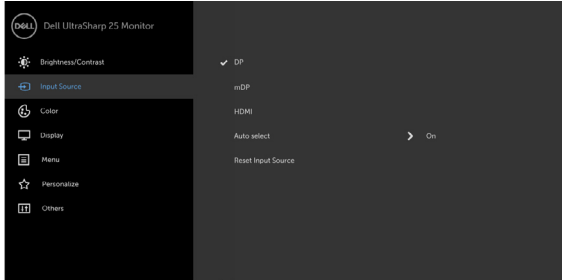 DELL
Dell UltraSharp 25 Monitor
Brightness/Contrast
Input Source
Color
Display
Menu
Personalize
Others
DP
mDP
HDMI
Auto select
On
Reset Input Source